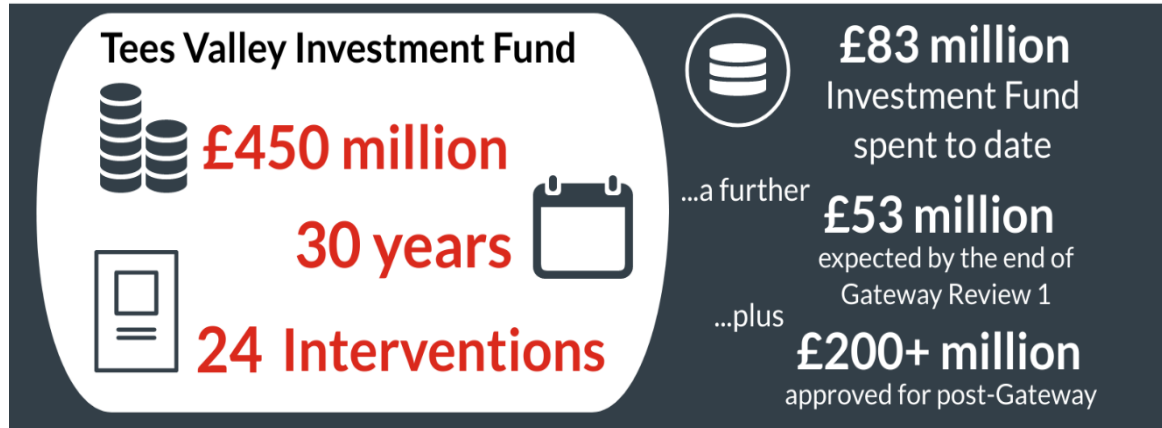 Tees Valley Investment Fund
£450 million
30 years
24 Interventions
£83 million
Investment Fund
spent to date
...a further
£53 million
expected by the end of
Gateway Review 1
...plus
£200+ million
approved for post-Gateway